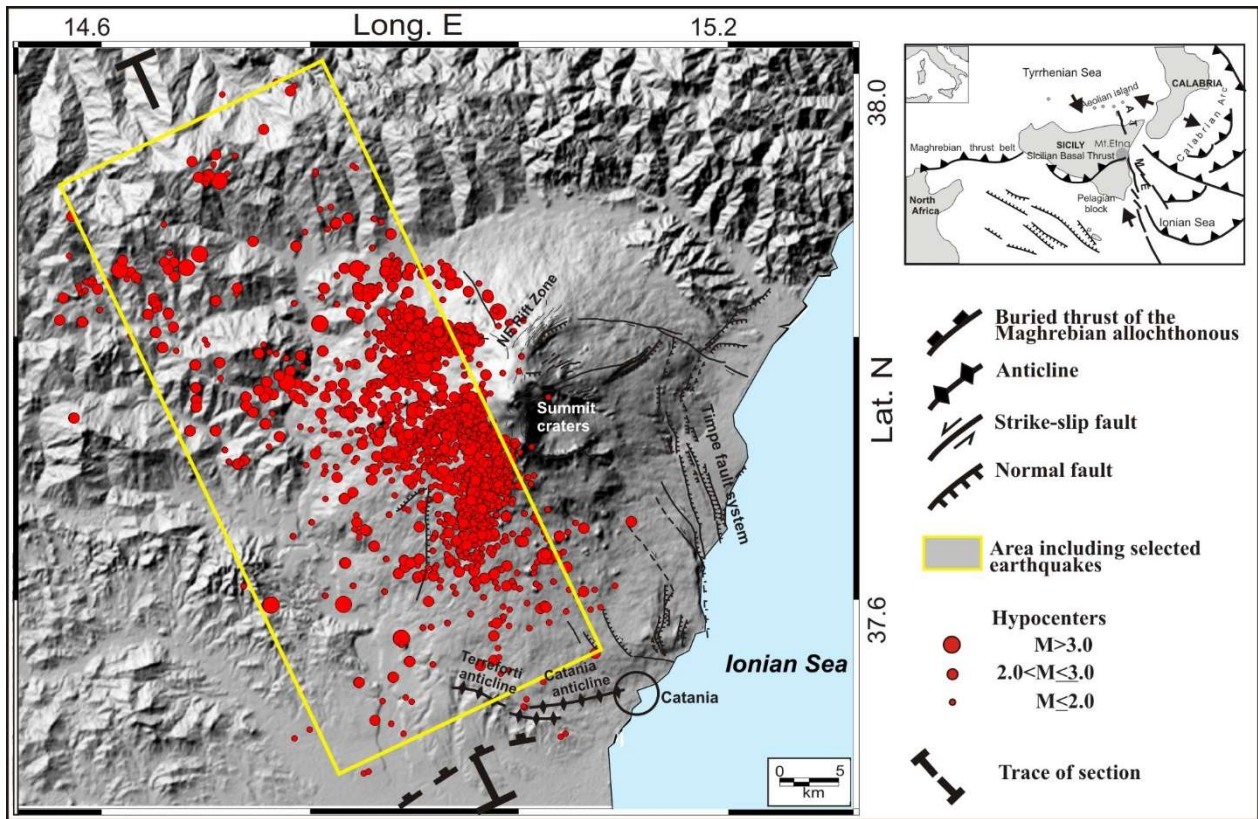 14.6
Long. E
15.2
38.0
Lat. N
37.6
NE Rift Zone
Summit
craters
Timpe fault system
Terreforti
anticline
Catania
anticline
Catania
Ionian Sea
0 5
km
Tyrrhenian Sea
CALABRIA
Aeolian island
A T
Calabrian Arc
SICILY
Mt.Etna
Maghrebian thrust belt
Sicilian Basal Thrust
M E
North
Africa
Pelagian
block
Ionian Sea
Buried thrust of the
Maghrebian allochthonous
Anticline
Strike-slip fault
Normal fault
Area including selected
earthquakes
Hypocenters
M>3.0
2.0<M≤3.0
M≤2.0
Trace of section